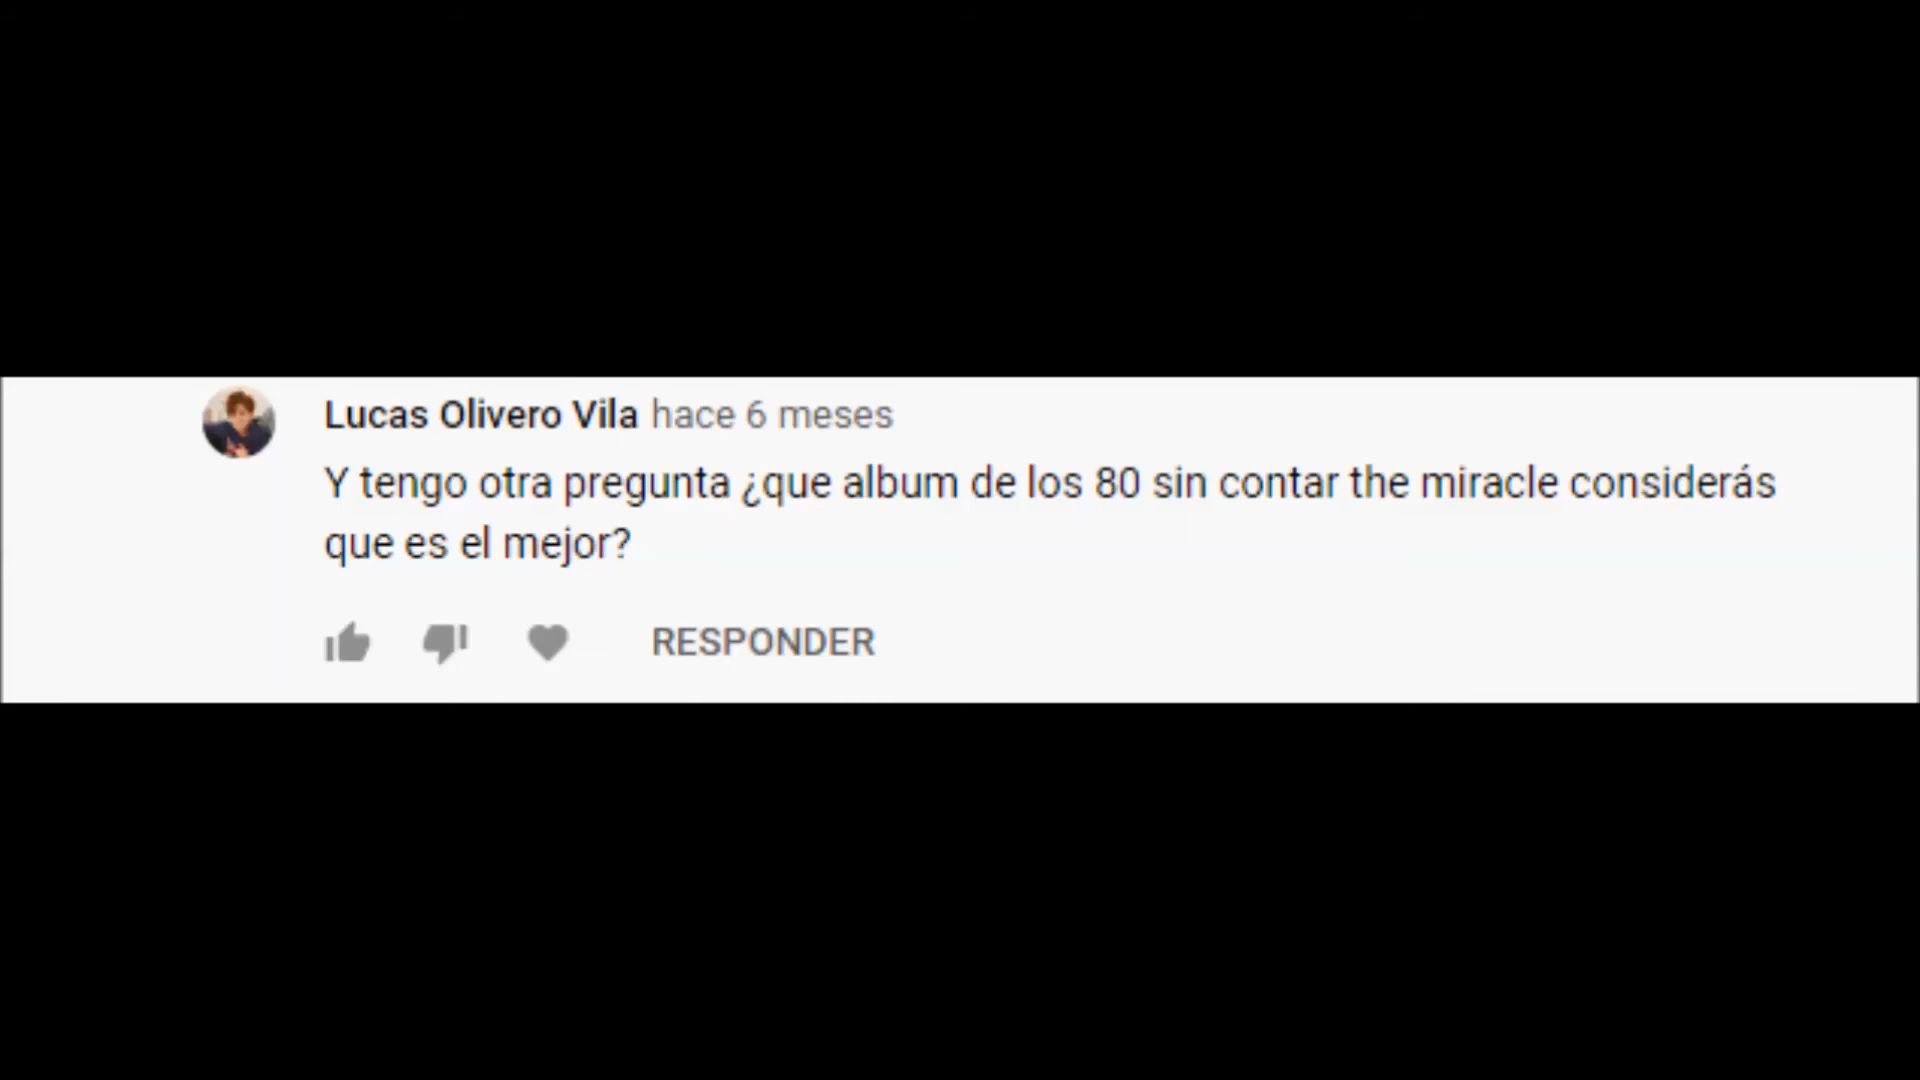 Lucas Olivero Vila hace 6 meses
Y tengo otra pregunta ¿que album de los 80 sin contar the miracle considerás
que es el mejor?
RESPONDER